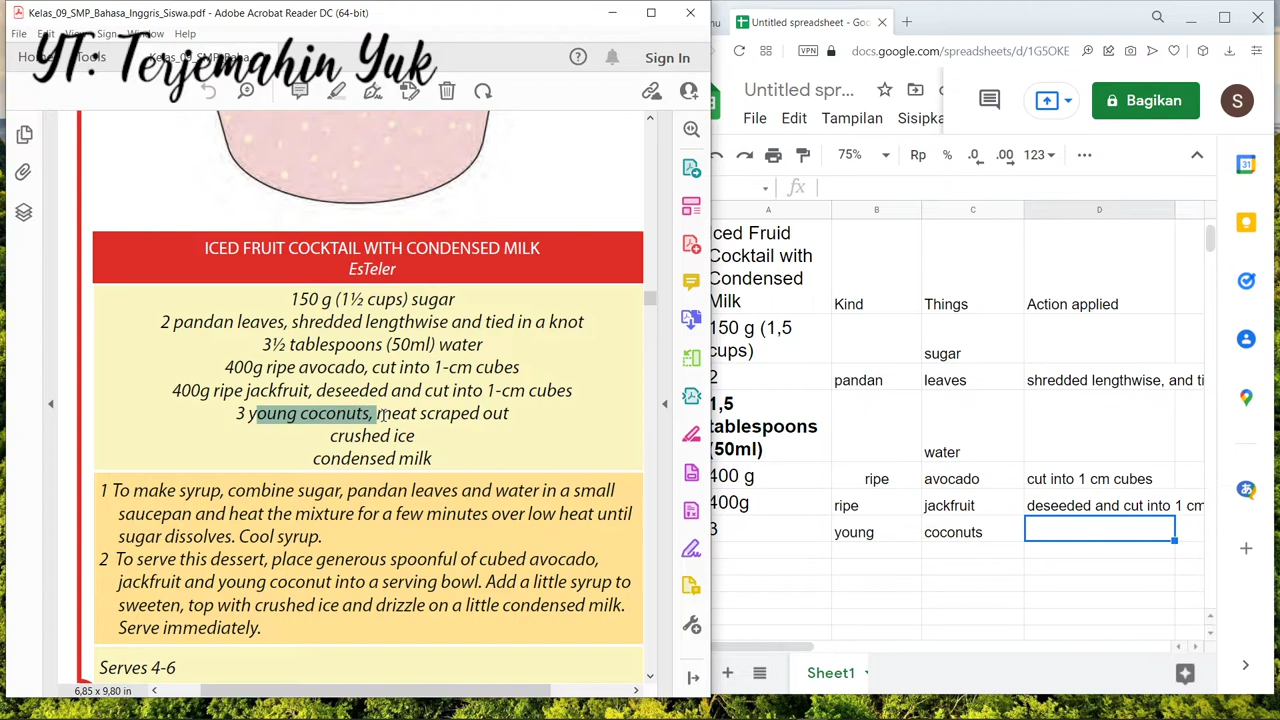 Kelas_09_SMP_Bahasa_Inggris_Siswa.pdf - Adobe Acrobat Reader DC (64-bit)
File Edit View Sign Window Help
Home Tools Kelas_09_SMP_Baha...
Sign In
YT: Terjemahin Yuk
ICED FRUIT COCKTAIL WITH CONDENSED MILK
EsTeler
150 g (1½ cups) sugar
2 pandan leaves, shredded lengthwise and tied in a knot
3½ tablespoons (50ml) water
400g ripe avocado, cut into 1-cm cubes
400g ripe jackfruit, deseeded and cut into 1-cm cubes
3 young coconuts, meat scraped out
crushed ice
condensed milk
1 To make syrup, combine sugar, pandan leaves and water in a small
saucepan and heat the mixture for a few minutes over low heat until
sugar dissolves. Cool syrup.
2 To serve this dessert, place generous spoonful of cubed avocado,
jackfruit and young coconut into a serving bowl. Add a little syrup to
sweeten, top with crushed ice and drizzle on a little condensed milk.
Serve immediately.
Serves 4-6
6,85 x 9,80 in
nu
Untitled spreadsheet - Goo
VPN docs.google.com/spreadsheets/d/1G5OKE
Untitled spr...
Bagikan
S
File Edit Tampilan Sisipka
75% Rp % .0 .00 123
fx
A B C D
Iced Fruid
Cocktail with
Condensed
Milk Kind Things Action applied
150 g (1,5
cups) sugar
2 pandan leaves shredded lengthwise, and ti
1,5
tablespoons
(50ml) water
400 g ripe avocado cut into 1 cm cubes
400g ripe jackfruit deseeded and cut into 1 cm
3 young coconuts
Sheet1
31